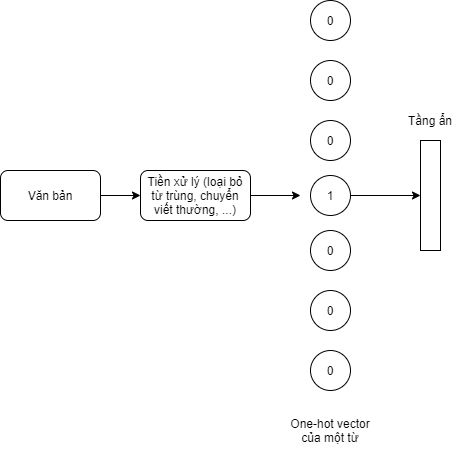 Văn bản
Tiền xử lý (loại bỏ
từ trùng, chuyển
viết thường, ...)
0
0
0
1
0
0
0
One-hot vector
của một từ
Tầng ẩn